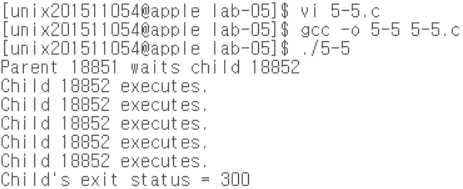 [unix201511054@apple lab-05]$ vi 5-5.c
[unix201511054@apple lab-05]$ gcc -o 5-5 5-5.c
[unix201511054@apple lab-05]$ ./5-5
Parent 18851 waits child 18852
Child 18852 executes.
Child 18852 executes.
Child 18852 executes.
Child 18852 executes.
Child 18852 executes.
Child's exit status = 300